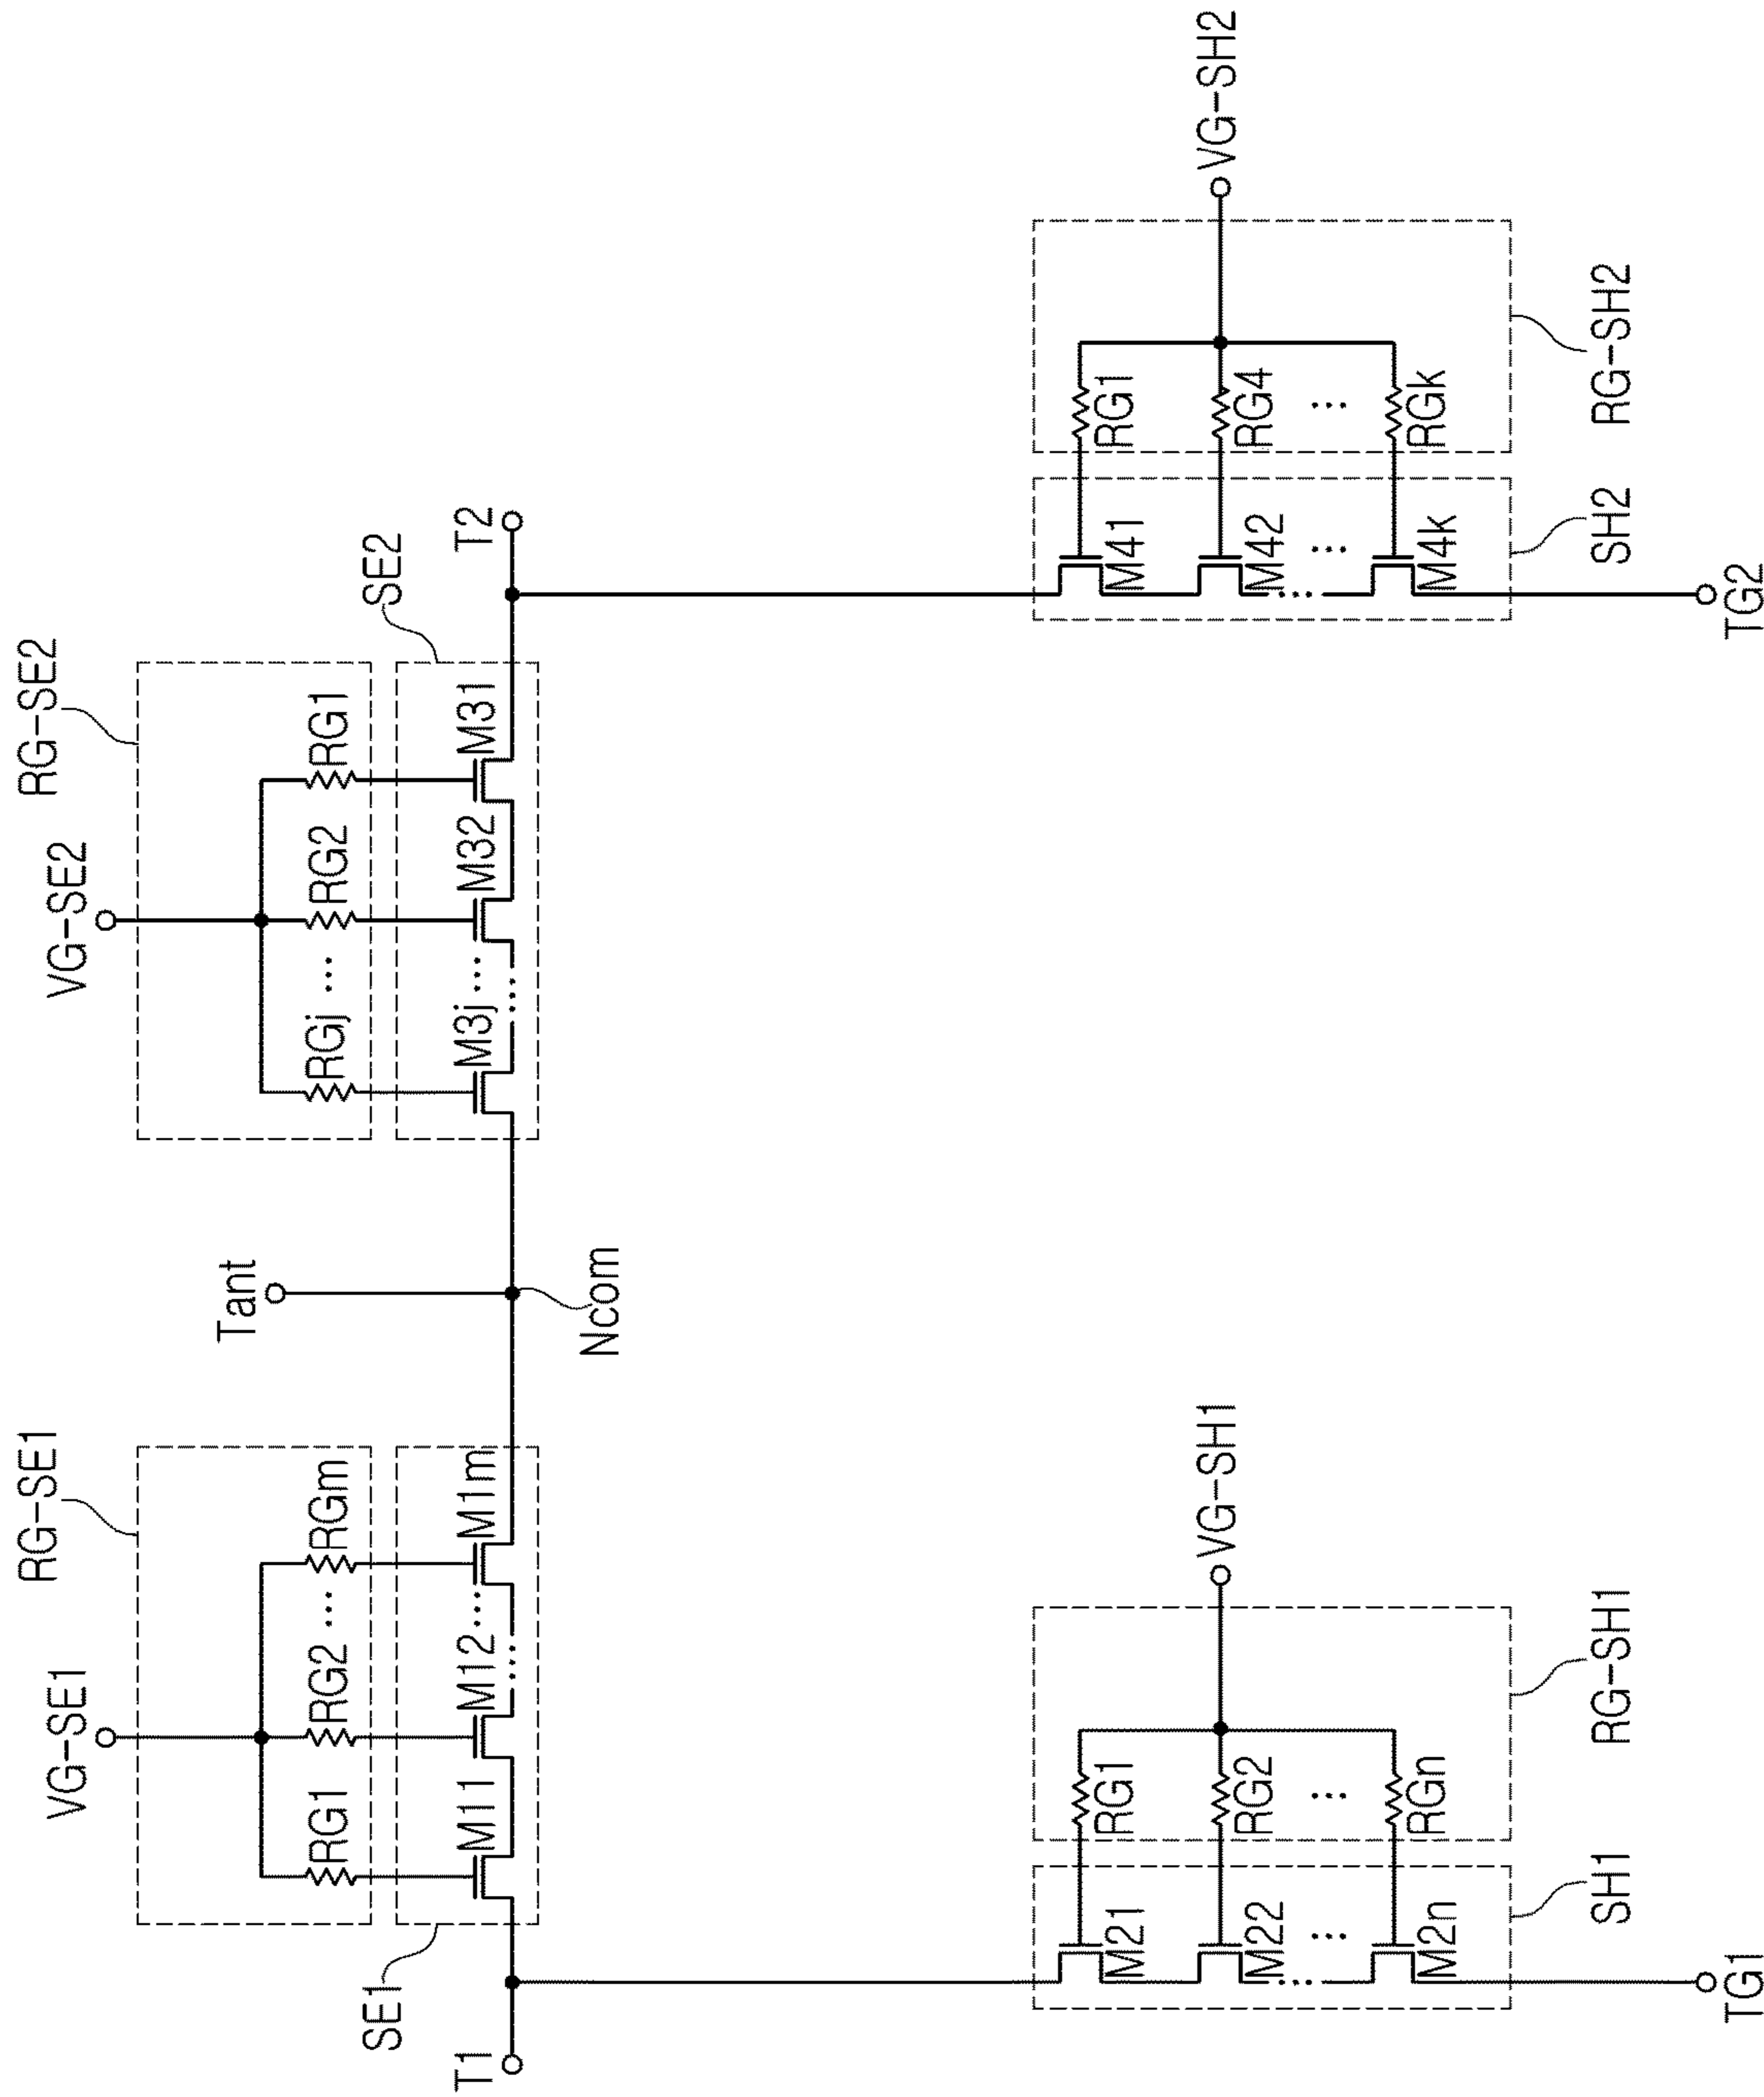 RG-SE1
RG-SE2
VG-SE1
VG-SE2
Tant
RG1
RG2
...
RGm
RGj
...
RG2
RG1
SE1
SE2
T1
M11
M12
...
M1m
M3j
...
M32
M31
T2
...
...
Ncom
M21
RG1
M41
RG1
M22
RG2
VG-SH1
M42
RG4
VG-SH2
...
...
...
...
...
...
M2n
RGn
M4k
RGk
SH1
RG-SH1
SH2
RG-SH2
TG1
TG2